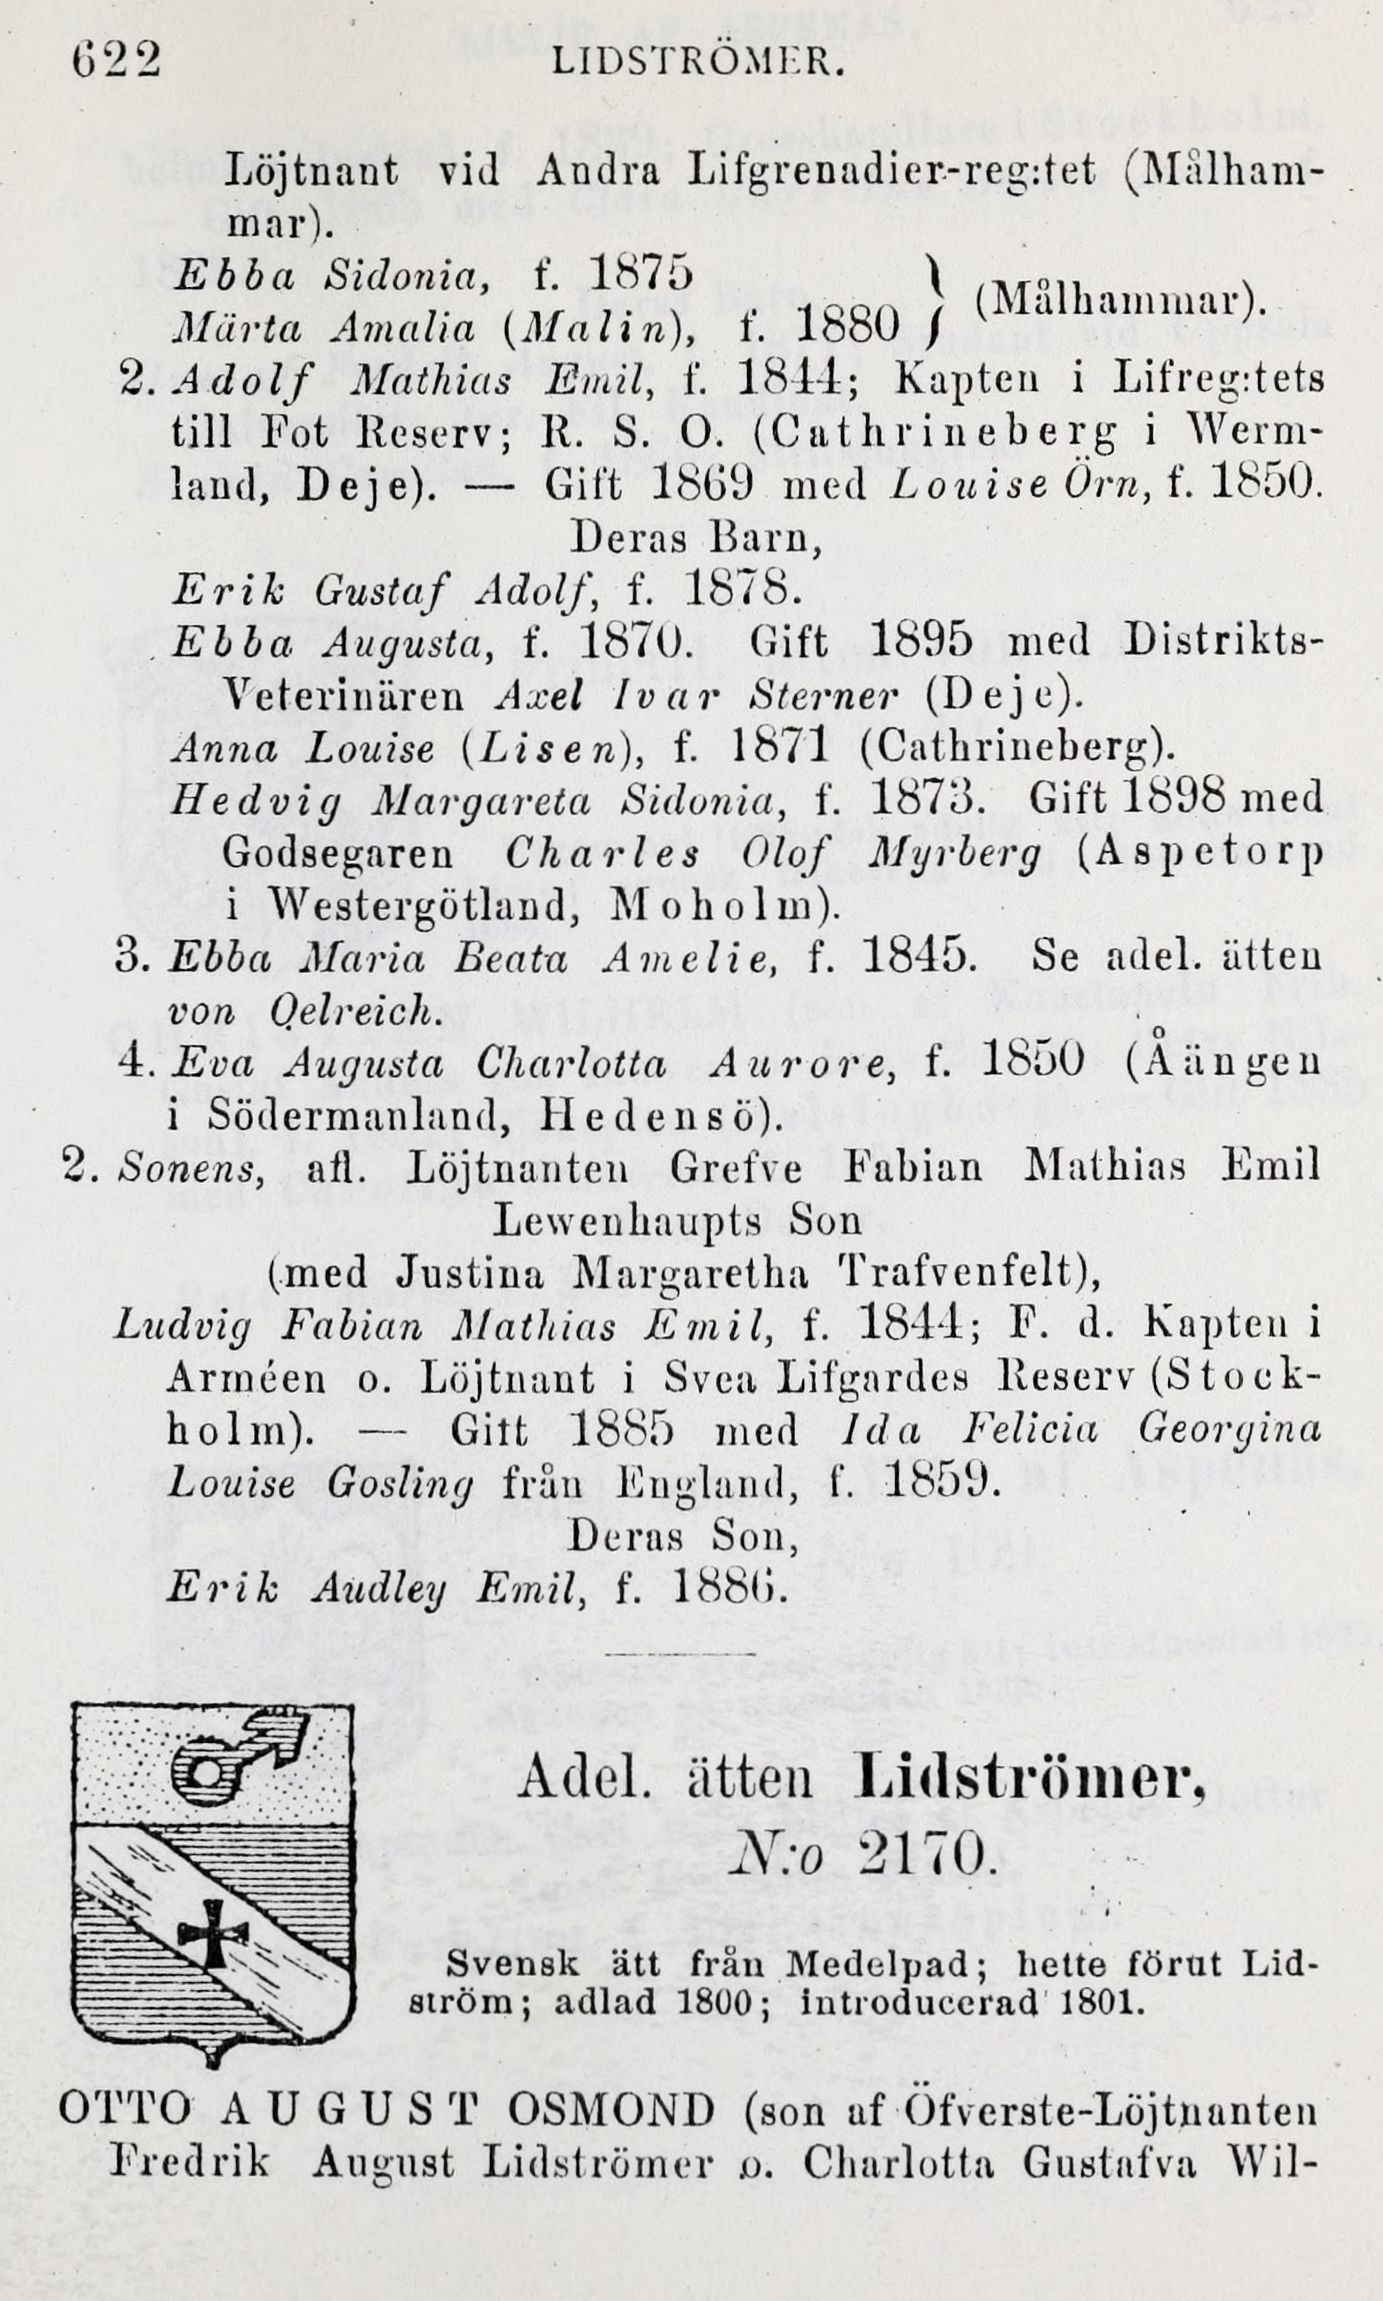 622
LIDSTRÖMER.
Löjtnant vid Andra Lifgrenadier-reg:tet (Målham-
mar).
Ebba Sidonia, f. 1875
Märta Amalia (Malin), f. 1880 } (Målhammar).
2. Adolf Mathias Emil, f. 1844; Kapten i Lifreg:tets
till Fot Reserv; R. S. O. (Cathrineberg i Werm-
land, Deje). — Gift 1869 med Louise Örn, f. 1850.
Deras Barn,
Erik Gustaf Adolf, f. 1878.
Ebba Augusta, f. 1870. Gift 1895 med Distrikts-
Veterinären Axel Ivar Sterner (Deje).
Anna Louise (Lisen), f. 1871 (Cathrineberg).
Hedvig Margareta Sidonia, f. 1873. Gift 1898 med
Godsegaren Charles Olof Myrberg (Aspetorp
i Westergötland, Moholm).
3. Ebba Maria Beata Amelie, f. 1845. Se adel. ätten
von Oelreich.
4. Eva Augusta Charlotta Aurore, f. 1850 (Åängen
i Södermanland, Hedensö).
2. Sonens, afl. Löjtnanten Grefve Fabian Mathias Emil
Lewenhaupts Son
(med Justina Margaretha Trafvenfelt),
Ludvig Fabian Mathias Emil, f. 1844; F. d. Kapten i
Arméen o. Löjtnant i Svea Lifgardes Reserv (Stock-
holm). — Gift 1885 med Ida Felicia Georgina
Louise Gosling från England, f. 1859.
Deras Son,
Erik Audley Emil, f. 1886.
Adel. ätten Lidströmer,
N:o 2170.
Svensk ätt från Medelpad; hette förut Lid-
ström; adlad 1800; introducerad 1801.
OTTO AUGUST OSMOND (son af Öfverste-Löjtnanten
Fredrik August Lidströmer o. Charlotta Gustafva Wil-